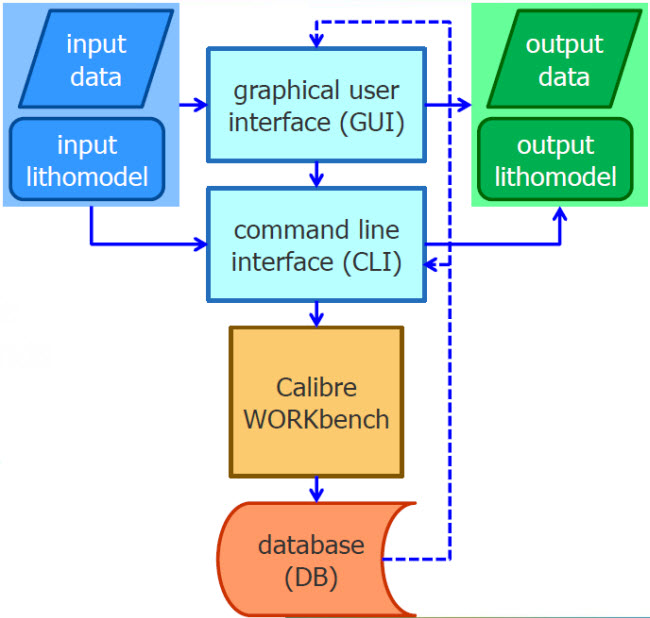 input
data
input
lithomodel
graphical user
interface (GUI)
output
data
output
lithomodel
command line
interface (CLI)
Calibre
WORKbench
database
(DB)